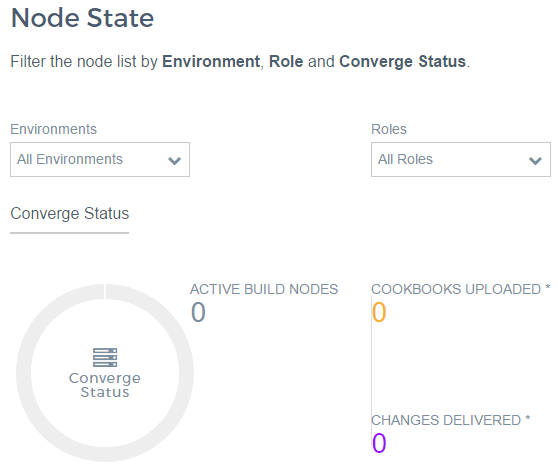 Node State
Filter the node list by Environment, Role and Converge Status.
Environments
Roles
All Environments
All Roles
Converge Status
ACTIVE BUILD NODES
0
COOKBOOKS UPLOADED *
0
Converge
Status
CHANGES DELIVERED *
0